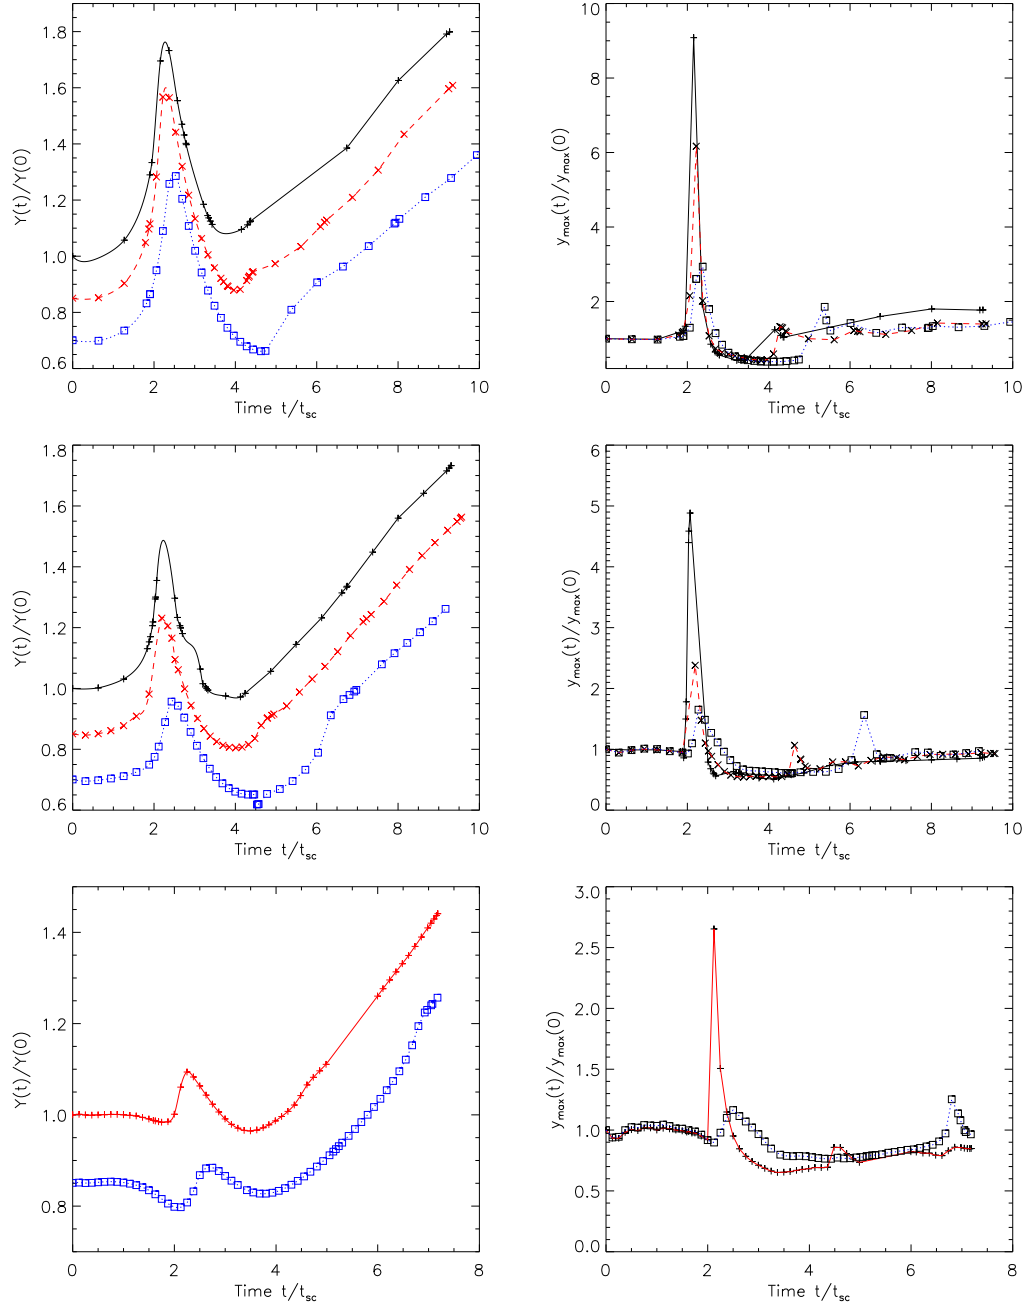 1.8
1.6
1.4
1.2
1.0
0.8
0.6
Y(t)/Y(0)
0 2 4 6 8 10
Time t/t_sc
10
8
6
4
2
y_max(t)/y_max(0)
0 2 4 6 8 10
Time t/t_sc
1.8
1.6
1.4
1.2
1.0
0.8
0.6
Y(t)/Y(0)
0 2 4 6 8 10
Time t/t_sc
6
5
4
3
2
1
0
y_max(t)/y_max(0)
0 2 4 6 8 10
Time t/t_sc
1.4
1.2
1.0
0.8
Y(t)/Y(0)
0 2 4 6 8
Time t/t_sc
3.0
2.5
2.0
1.5
1.0
0.5
0.0
y_max(t)/y_max(0)
0 2 4 6 8
Time t/t_sc